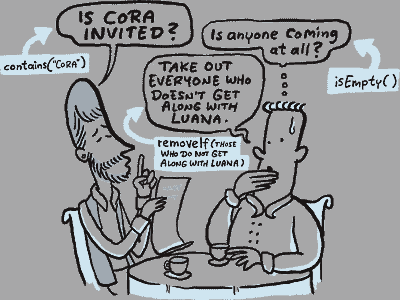 IS CORA
INVITED?
contains("CORA")
Is anyone coming
at all?
isEmpty()
TAKE OUT
EVERYONE WHO
DOESN'T GET
ALONG WITH
LUANA.
removeIf(THOSE
WHO DO NOT GET
ALONG WITH LUANA)